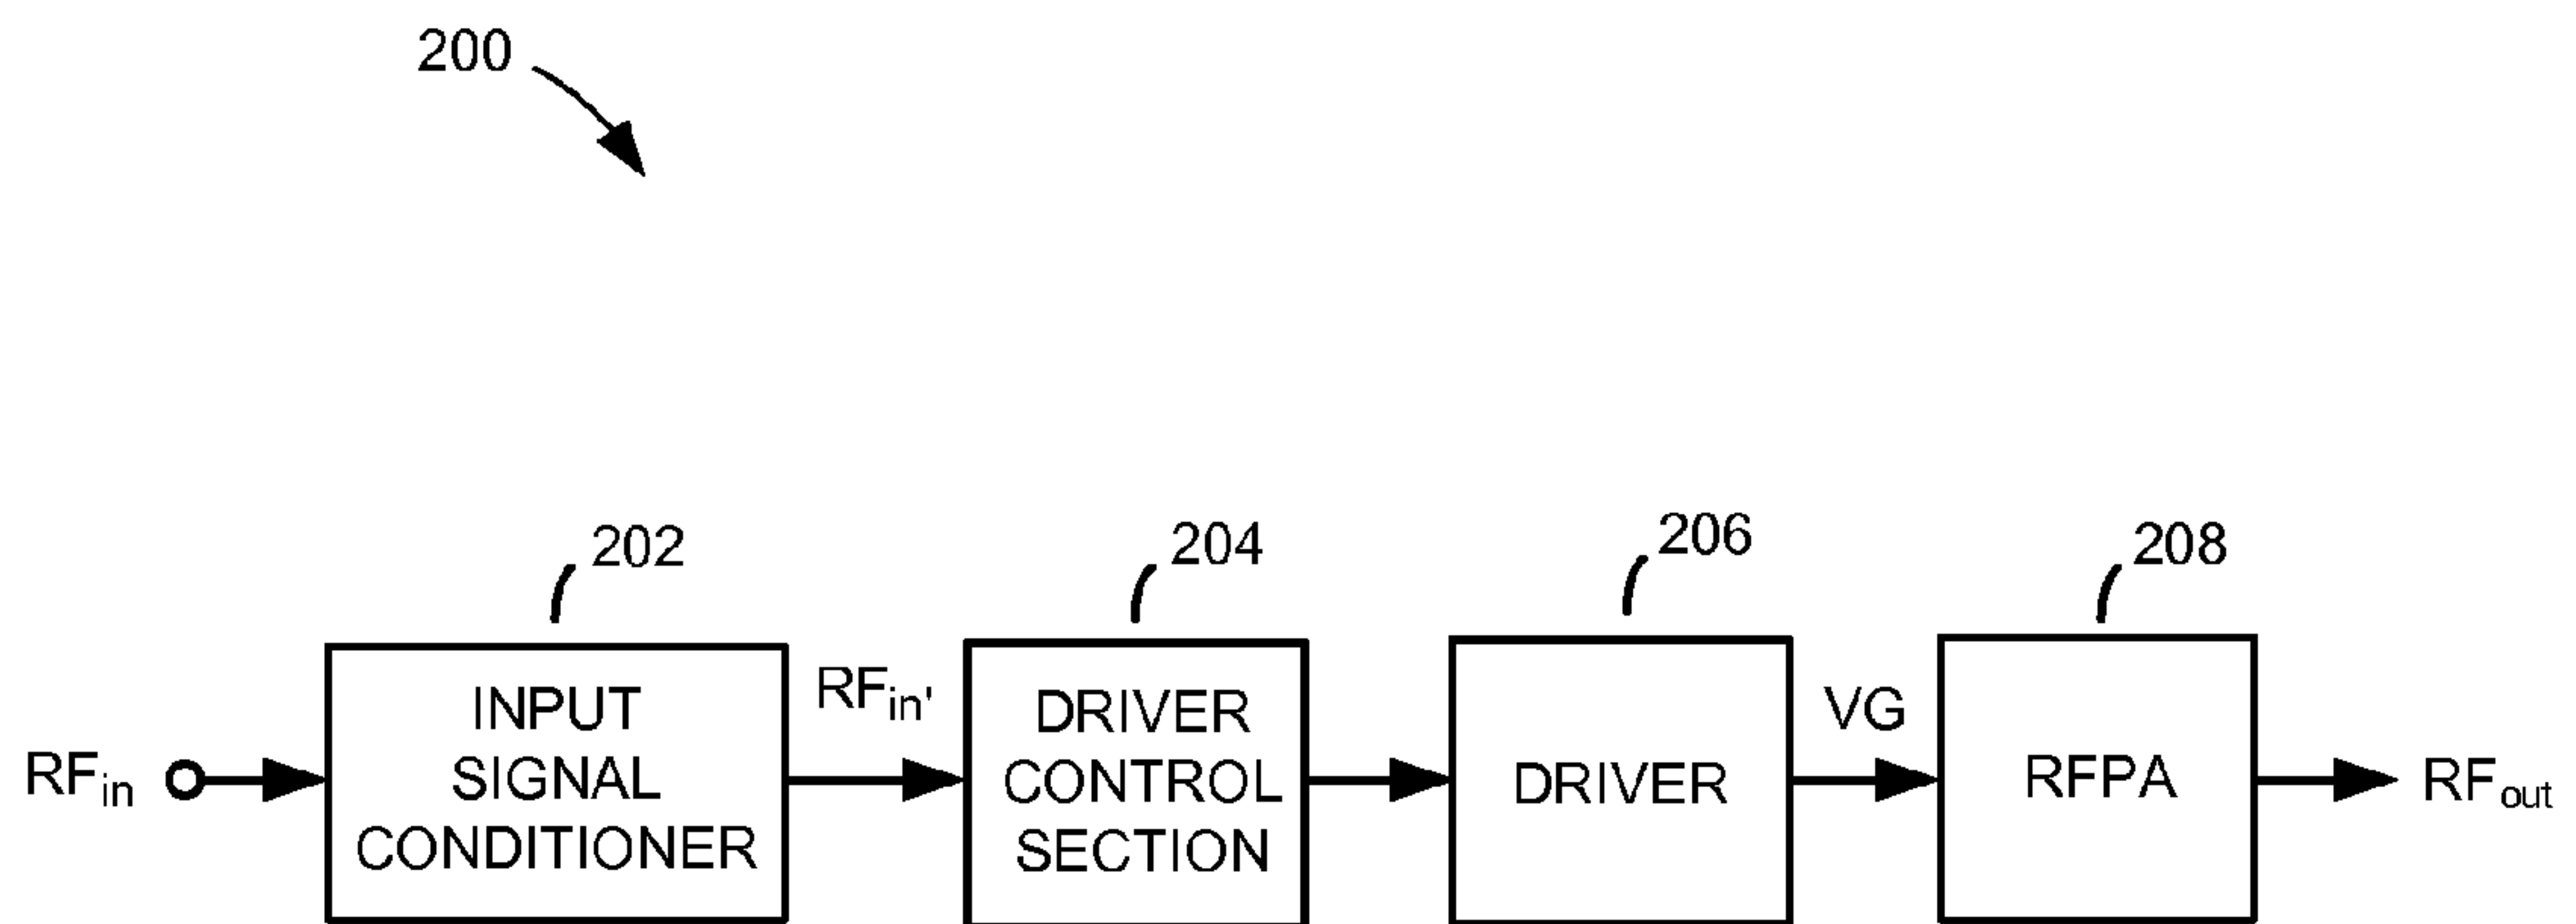 200
202
204
206
208
RFin
INPUT
SIGNAL
CONDITIONER
RFin'
DRIVER
CONTROL
SECTION
DRIVER
VG
RFPA
RFout